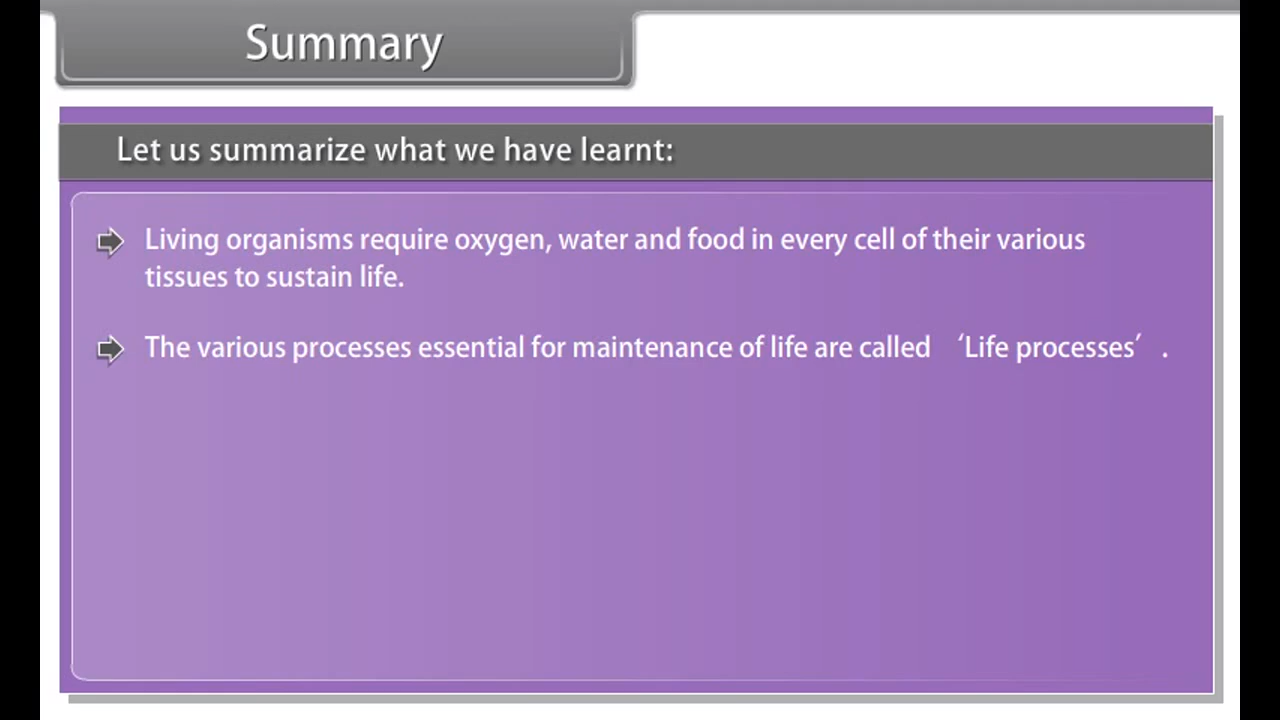 Summary
Let us summarize what we have learnt:
Living organisms require oxygen, water and food in every cell of their various
tissues to sustain life.
The various processes essential for maintenance of life are called ‘Life processes’ .